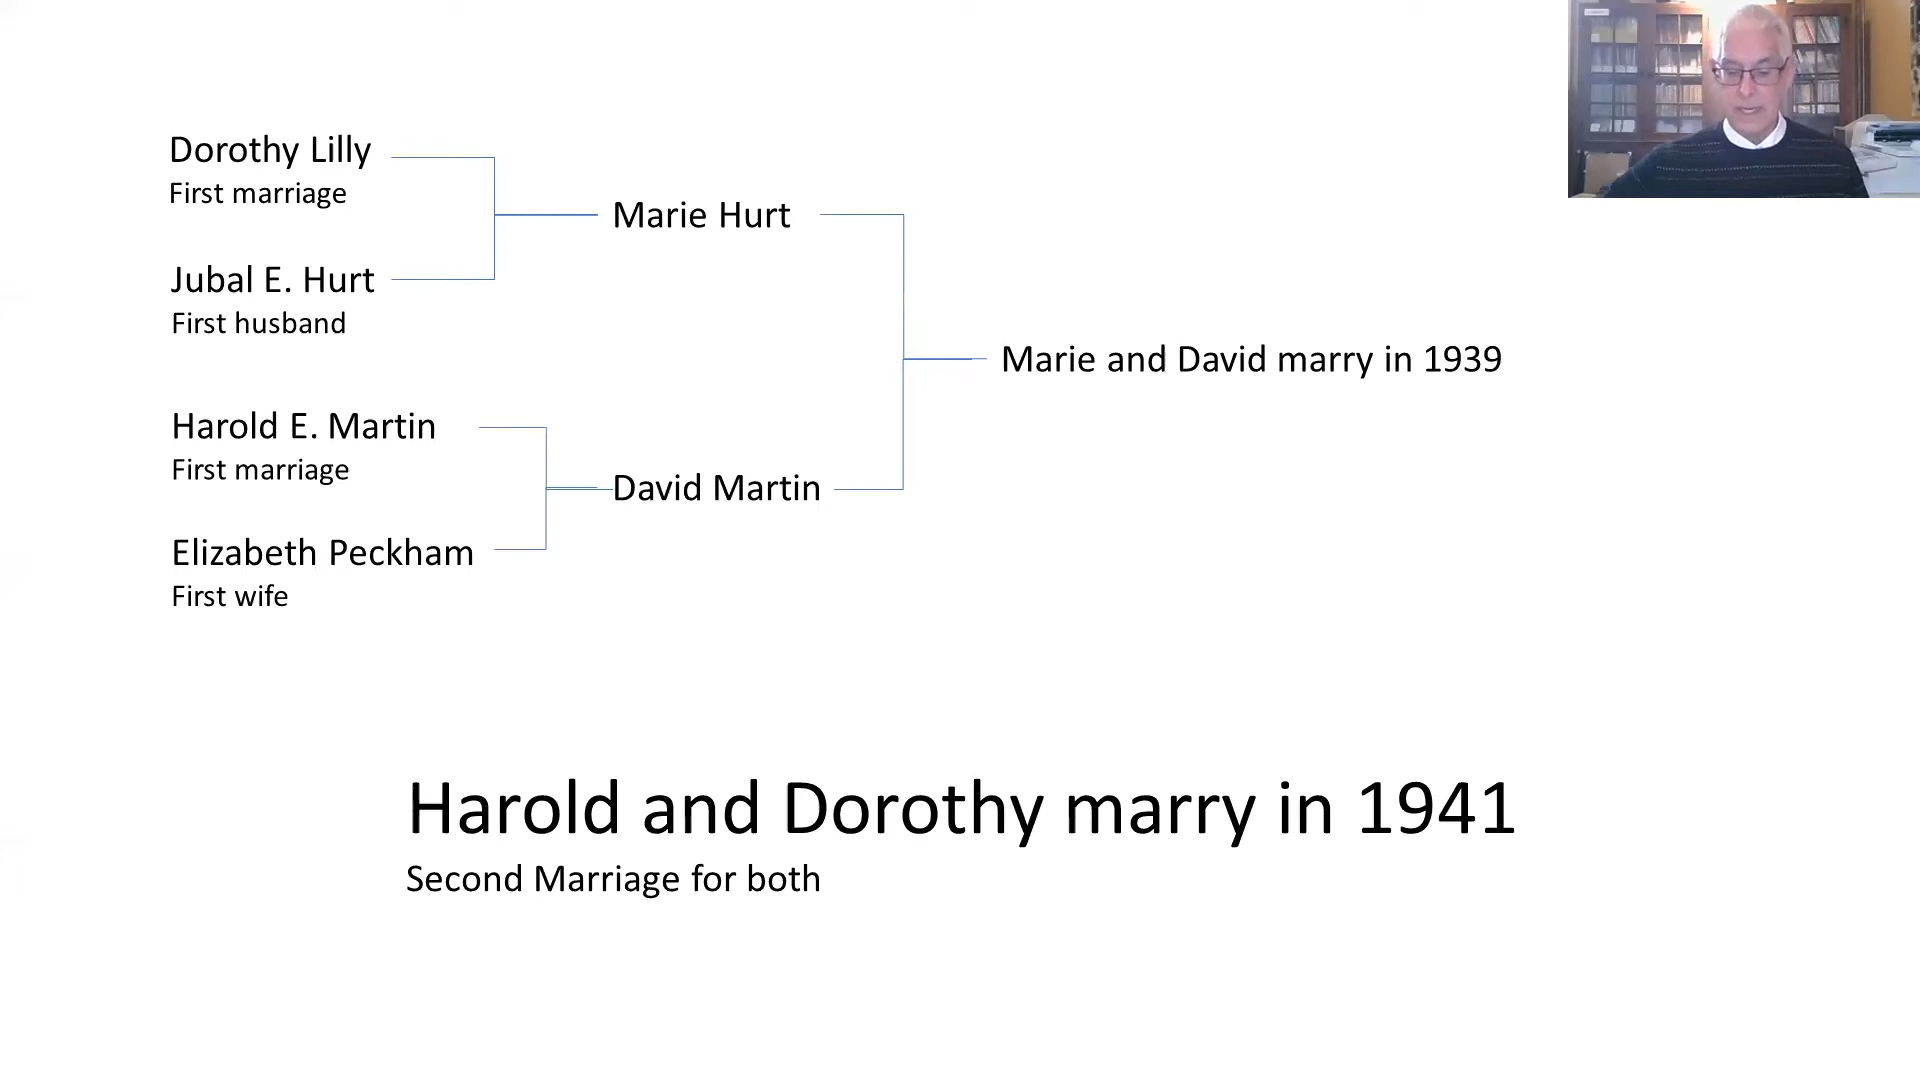 Dorothy Lilly
First marriage
Marie Hurt
Jubal E. Hurt
First husband
Marie and David marry in 1939
Harold E. Martin
First marriage
David Martin
Elizabeth Peckham
First wife
Harold and Dorothy marry in 1941
Second Marriage for both